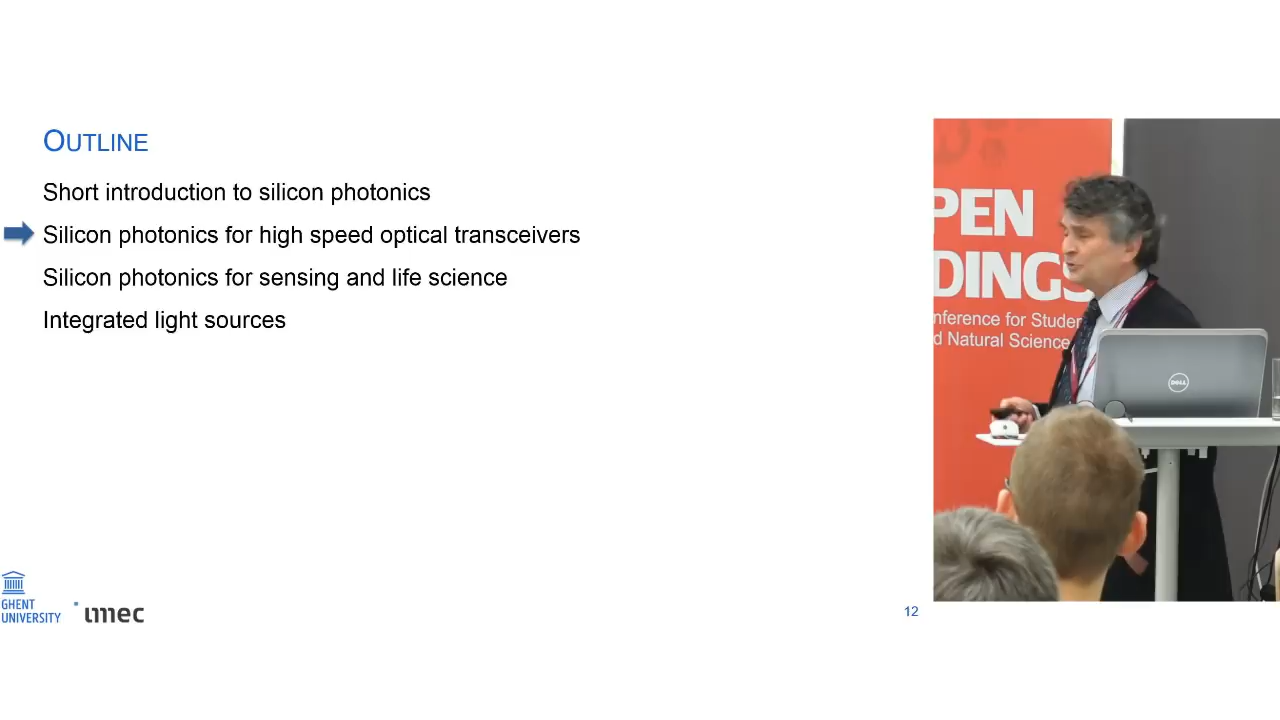 OUTLINE
Short introduction to silicon photonics
Silicon photonics for high speed optical transceivers
Silicon photonics for sensing and life science
Integrated light sources
GHENT
UNIVERSITY
imec
12
PEN
DINGS
nference for Studen
d Natural Science
DELL